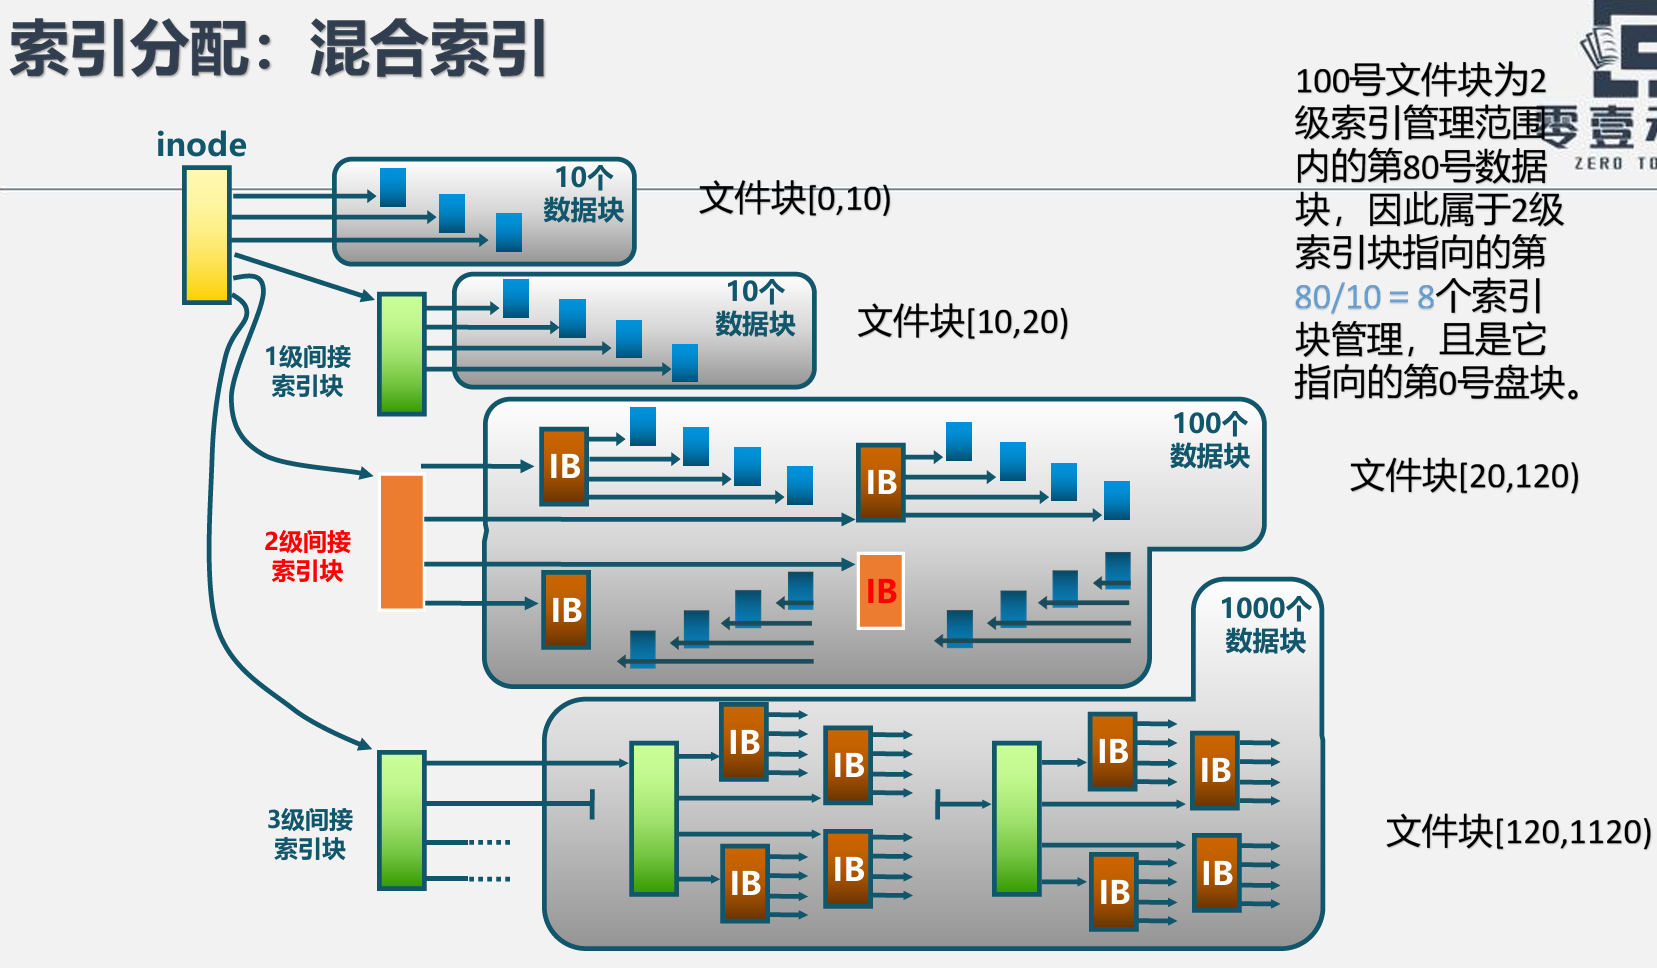 索引分配：混合索引
100号文件块为2
级索引管理范围
内的第80号数据
块，因此属于2级
索引块指向的第
80/10 = 8个索引
块管理，且是它
指向的第0号盘块。
零壹
ZERO TO
inode
10个
数据块
文件块[0,10)
10个
数据块
文件块[10,20)
1级间接
索引块
100个
数据块
IB
IB
文件块[20,120)
2级间接
索引块
IB
IB
1000个
数据块
IB
IB
IB
IB
3级间接
索引块
文件块[120,1120)
IB
IB
IB
IB